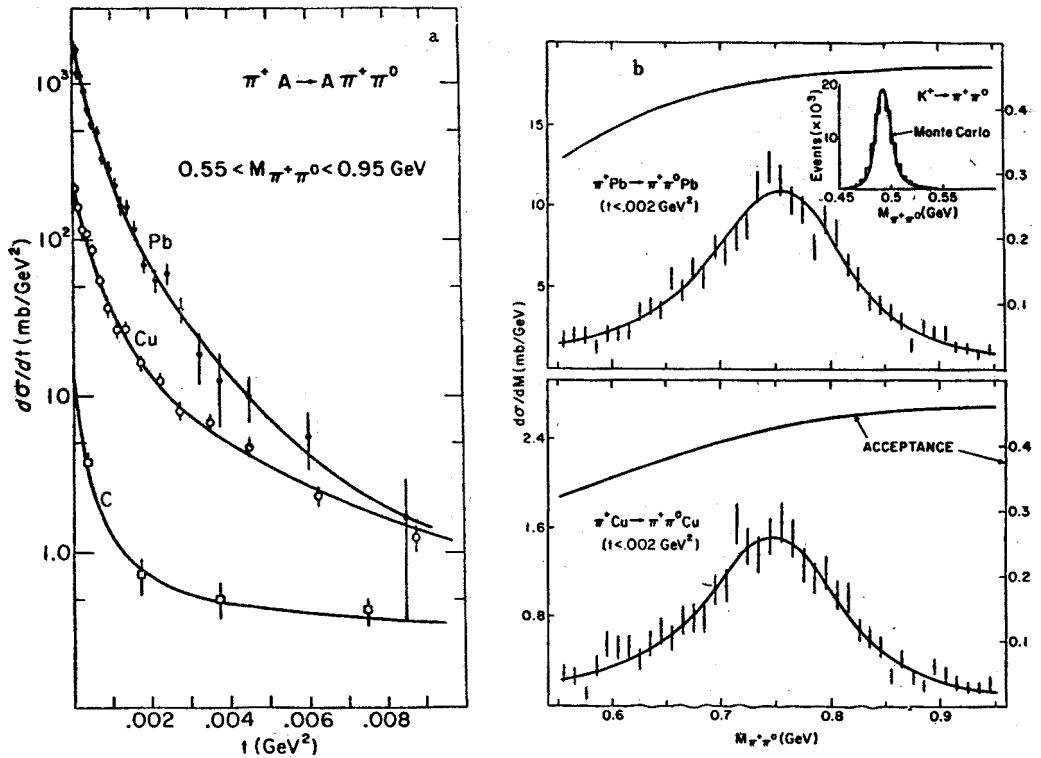 a
π⁺ A → A π⁺ π⁰
0.55 < M π⁺π⁰ < 0.95 GeV
dσ/dt (mb/GeV²)
10³
10²
10
1.0
Pb
Cu
C
.002 .004 .006 .008
t (GeV²)
b
15
10
5
π⁺Pb → π⁺π⁰Pb
(t<.002 GeV²)
Events (×10⁻³)
20
10
K⁺ → π⁺π⁰
Monte Carlo
0.45 0.5 0.55
M π⁺π⁰ (GeV)
0.4
0.3
0.2
0.1
dσ/dM (mb/GeV)
2.4
1.6
0.8
ACCEPTANCE
π⁺Cu → π⁺π⁰Cu
(t<.002 GeV²)
0.4
0.3
0.2
0.1
0.6 0.7 0.8 0.9
M π⁺π⁰ (GeV)